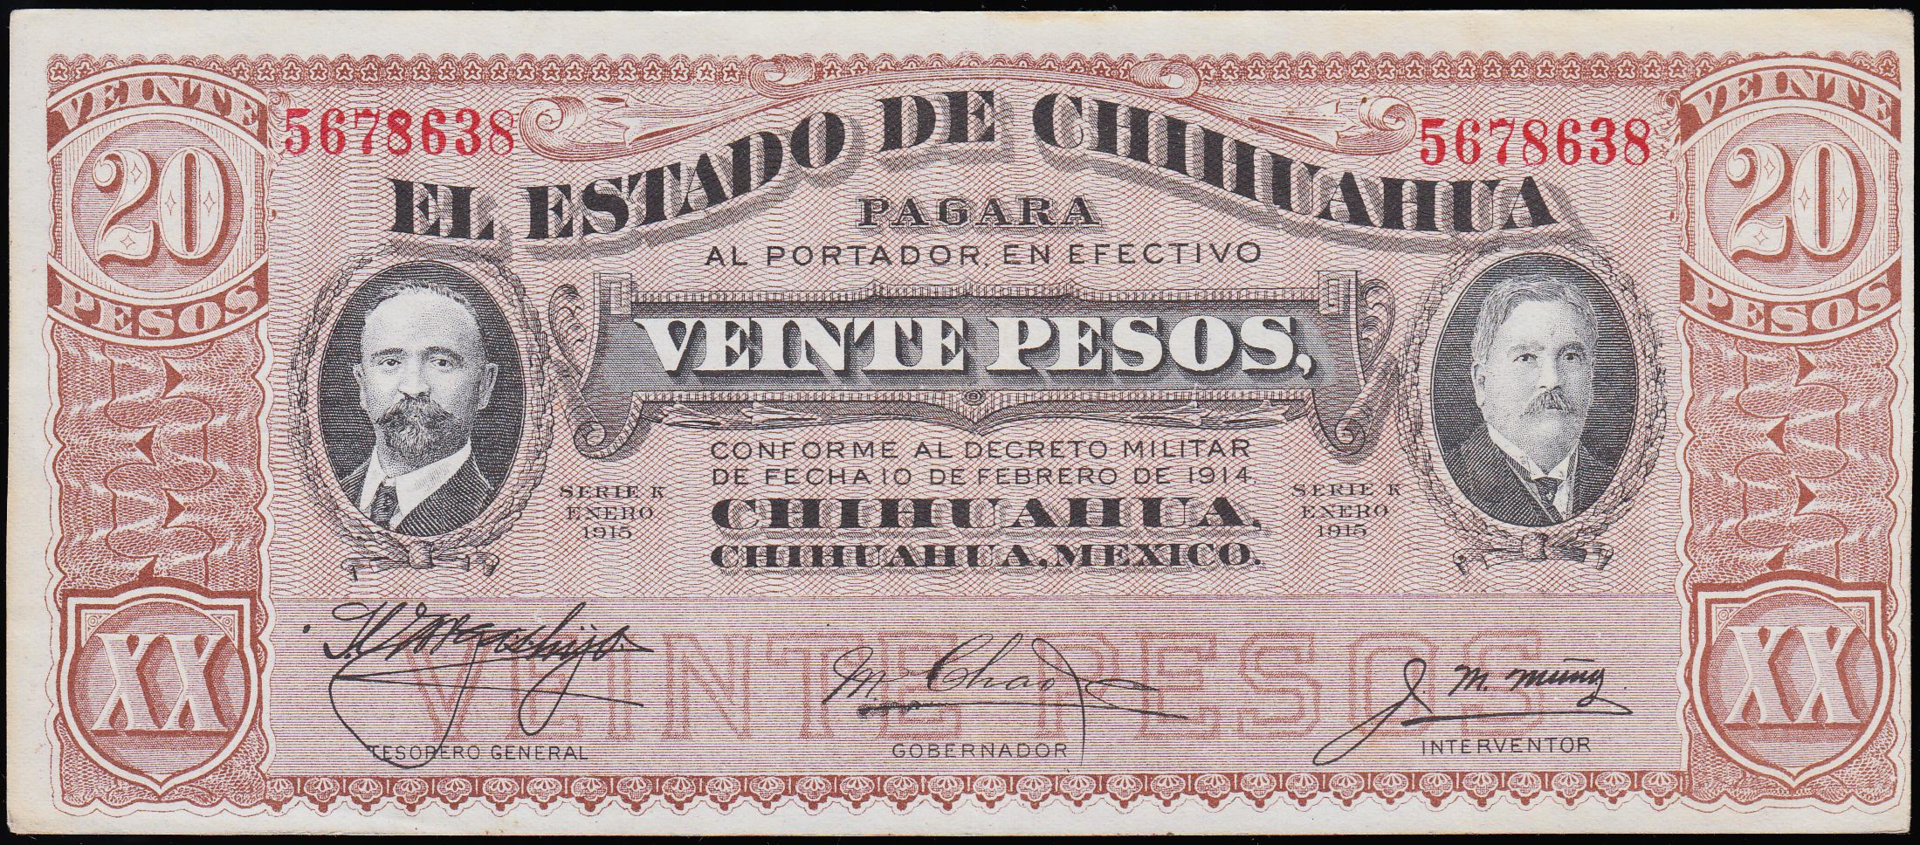 VEINTE 20 PESOS
5678638
EL ESTADO DE CHIHUAHUA
5678638
VEINTE 20 PESOS
PAGARA
AL PORTADOR, EN EFECTIVO
VEINTE PESOS,
CONFORME AL DECRETO MILITAR
DE FECHA 10 DE FEBRERO DE 1914.
SERIE K
ENERO
1915
CHIHUAHUA,
CHIHUAHUA, MEXICO.
SERIE K
ENERO
1915
XX
VEINTE PESOS
M Chao
J. M. Muñoz
XX
TESORERO GENERAL
GOBERNADOR
INTERVENTOR